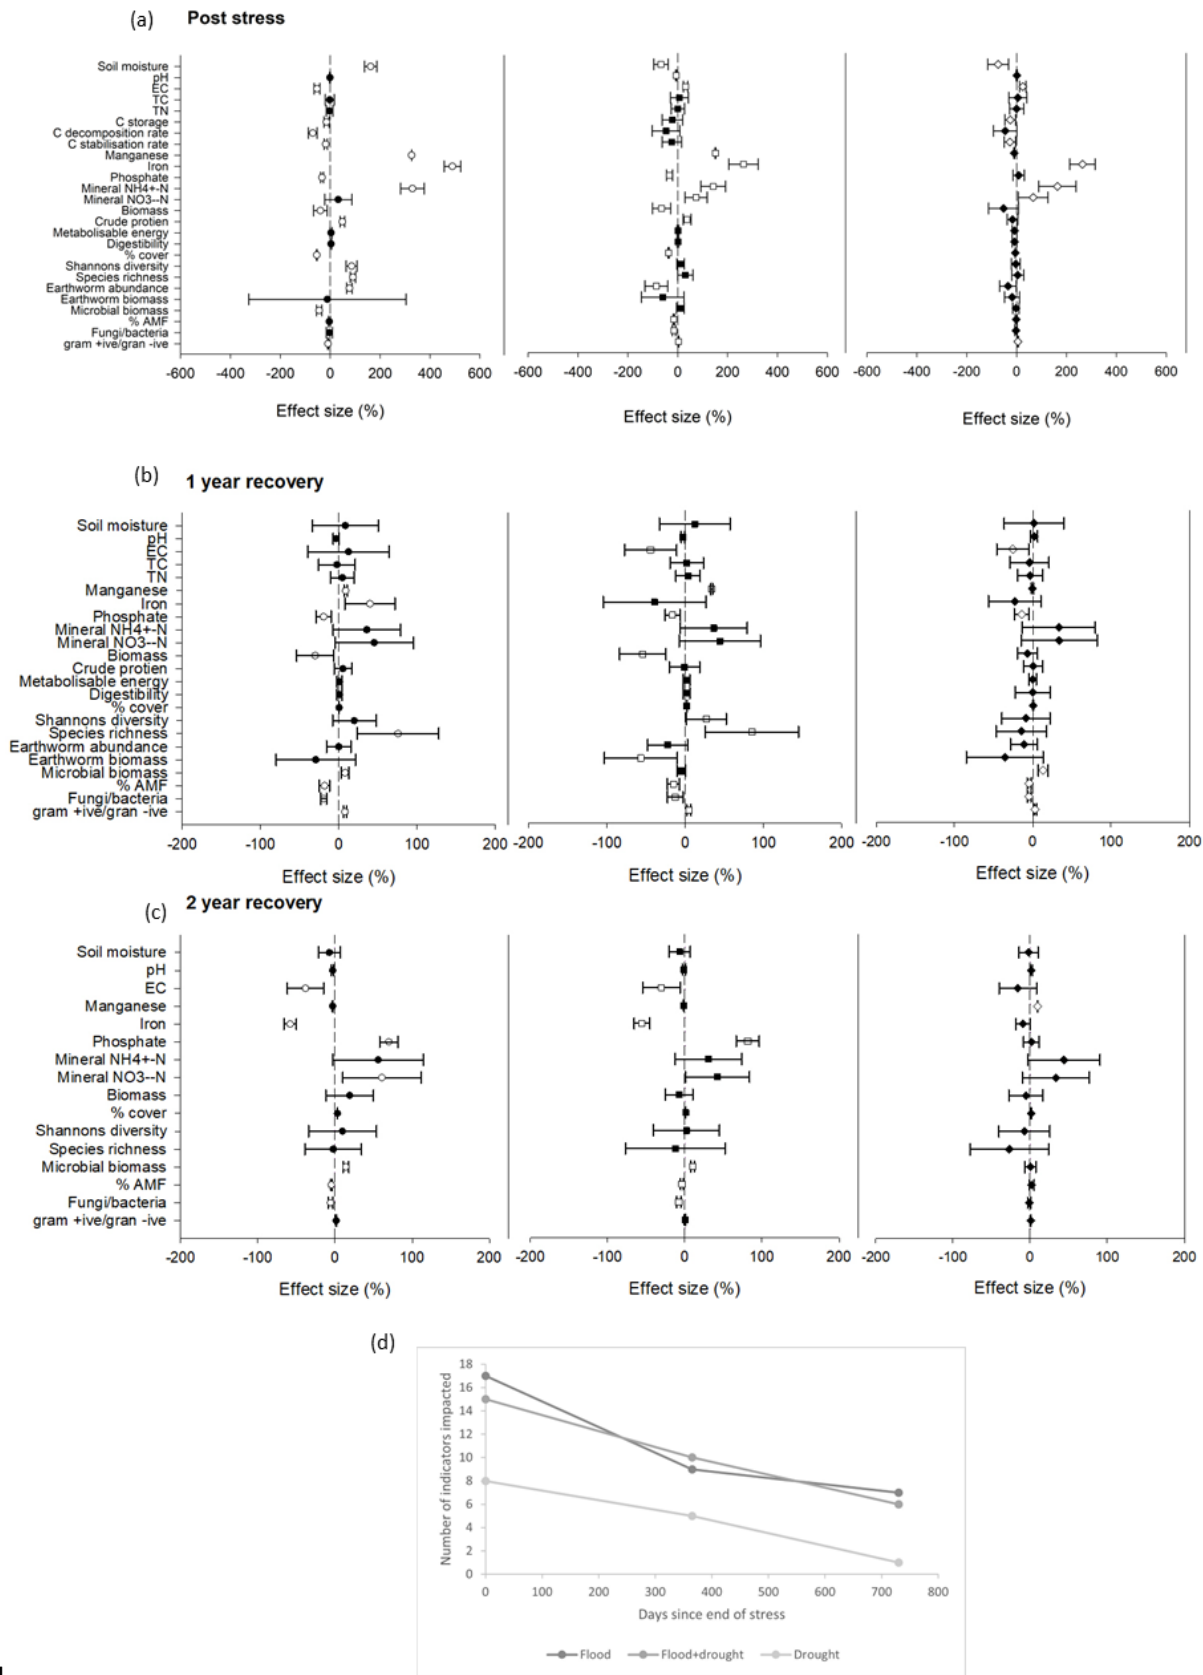 (a) Post stress
Soil moisture
pH
EC
TC
TN
C storage
C decomposition rate
C stabilisation rate
Manganese
Iron
Phosphate
Mineral NH4+-N
Mineral NO3--N
Biomass
Crude protien
Metabolisable energy
Digestibility
% cover
Shannons diversity
Species richness
Earthworm abundance
Earthworm biomass
Microbial biomass
% AMF
Fungi/bacteria
gram +ive/gran -ive
-600 -400 -200 0 200 400 600
Effect size (%)
-600 -400 -200 0 200 400 600
Effect size (%)
-600 -400 -200 0 200 400 600
Effect size (%)
(b) 1 year recovery
Soil moisture
pH
EC
TC
TN
Manganese
Iron
Phosphate
Mineral NH4+-N
Mineral NO3--N
Biomass
Crude protien
Metabolisable energy
Digestibility
% cover
Shannons diversity
Species richness
Earthworm abundance
Earthworm biomass
Microbial biomass
% AMF
Fungi/bacteria
gram +ive/gran -ive
-200 -100 0 100 200
Effect size (%)
-200 -100 0 100 200
Effect size (%)
-200 -100 0 100 200
Effect size (%)
(c) 2 year recovery
Soil moisture
pH
EC
Manganese
Iron
Phosphate
Mineral NH4+-N
Mineral NO3--N
Biomass
% cover
Shannons diversity
Species richness
Microbial biomass
% AMF
Fungi/bacteria
gram +ive/gran -ive
-200 -100 0 100 200
Effect size (%)
-200 -100 0 100 200
Effect size (%)
-200 -100 0 100 200
Effect size (%)
(d)
Number of indicators impacted
18
16
14
12
10
8
6
4
2
0
0 100 200 300 400 500 600 700 800
Days since end of stress
Flood Flood+drought Drought